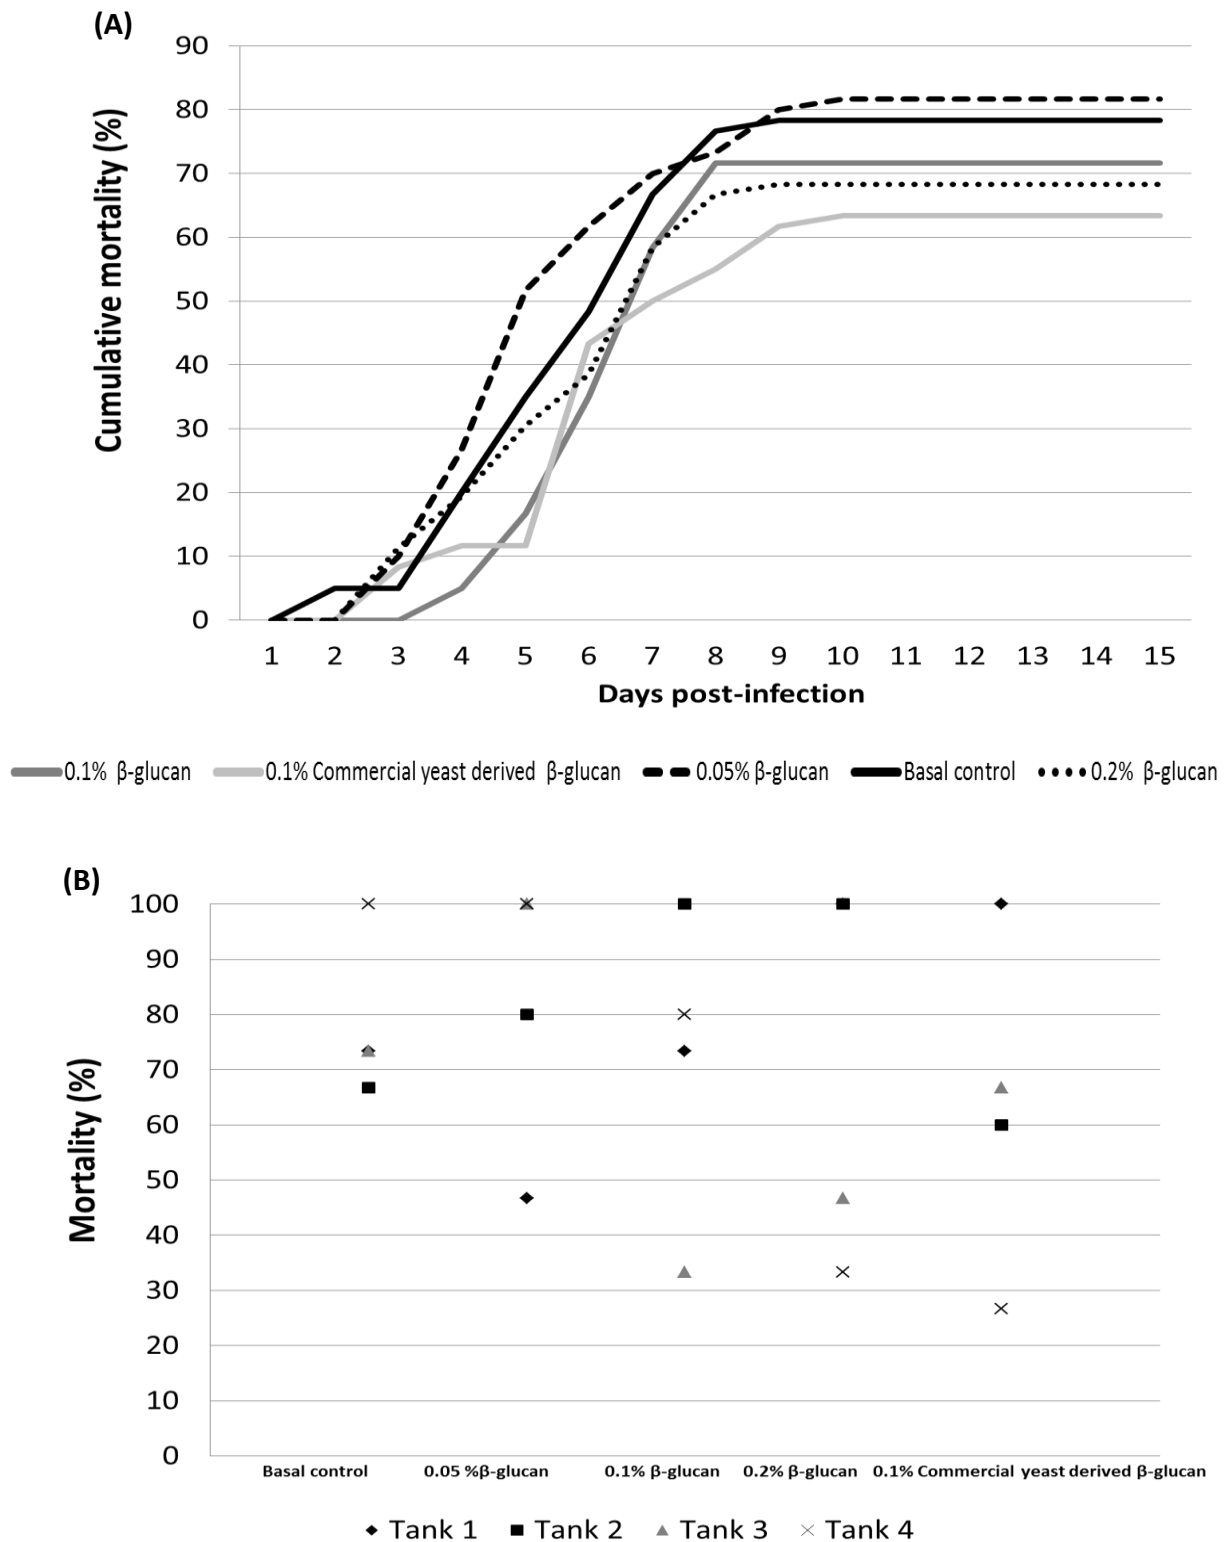 (A)
Cumulative mortality (%)
90
80
70
60
50
40
30
20
10
0
1 2 3 4 5 6 7 8 9 10 11 12 13 14 15
Days post-infection
0.1% β-glucan 0.1% Commercial yeast derived β-glucan 0.05% β-glucan Basal control 0.2% β-glucan
(B)
Mortality (%)
100
90
80
70
60
50
40
30
20
10
0
Basal control 0.05 %β-glucan 0.1% β-glucan 0.2% β-glucan 0.1% Commercial yeast derived β-glucan
Tank 1 Tank 2 Tank 3 Tank 4